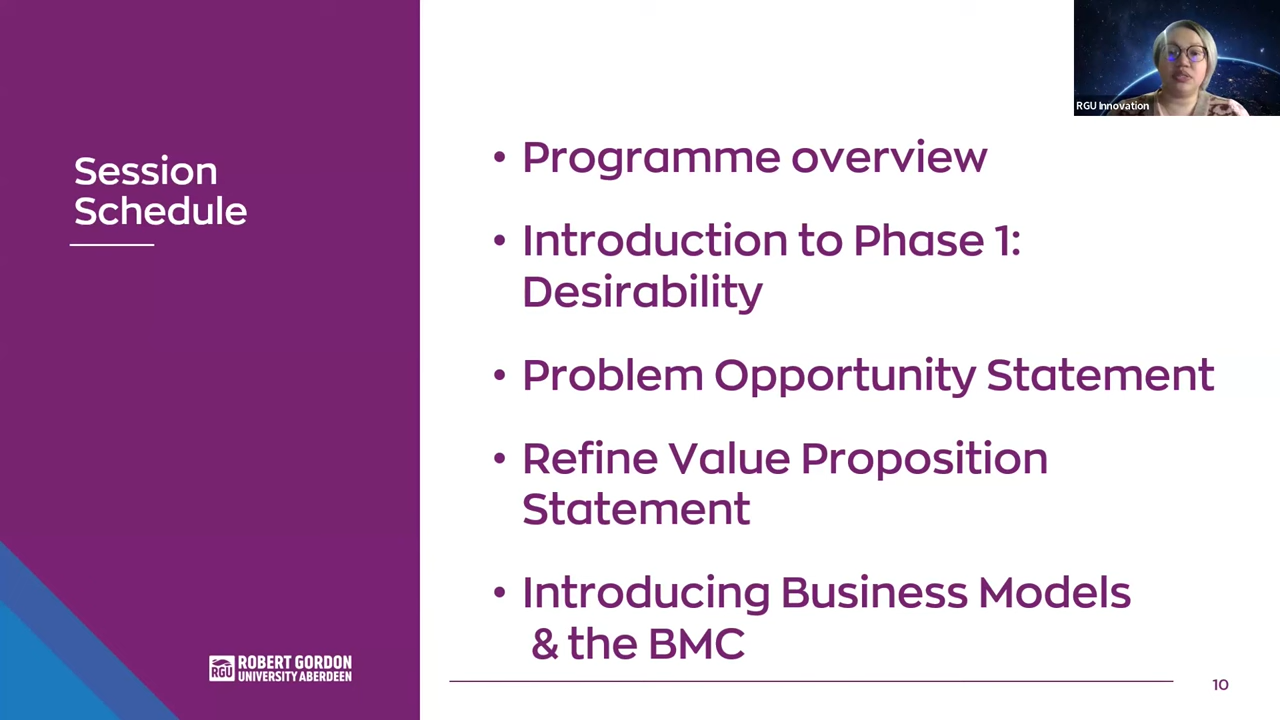 Session
Schedule
• Programme overview
• Introduction to Phase 1:
Desirability
• Problem Opportunity Statement
• Refine Value Proposition
Statement
• Introducing Business Models
& the BMC
RGU Innovation
RGU
ROBERT GORDON
UNIVERSITY ABERDEEN
10